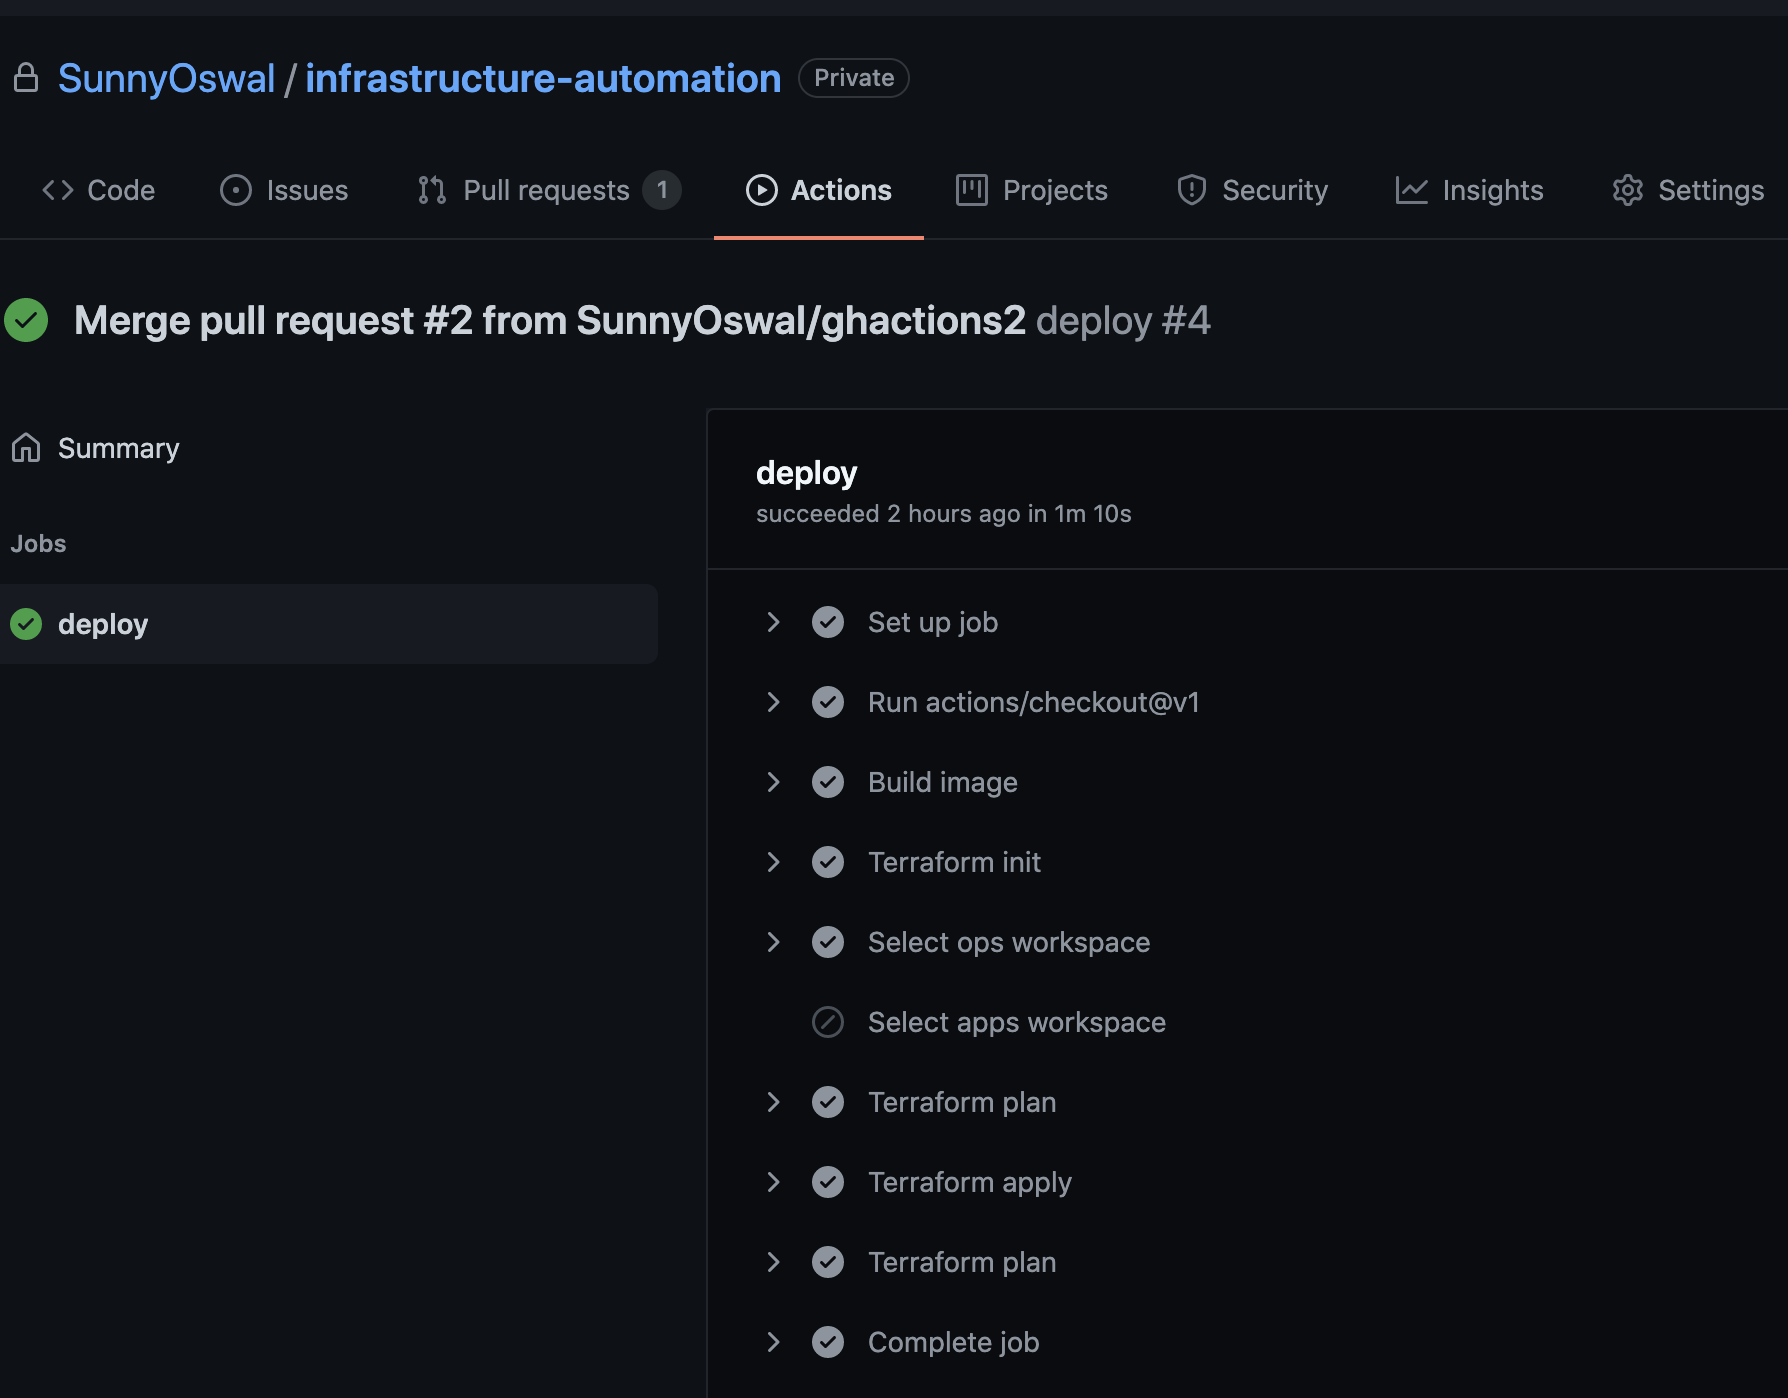 SunnyOswal / infrastructure-automation Private
Code Issues Pull requests 1 Actions Projects Security Insights Settings
Merge pull request #2 from SunnyOswal/ghactions2 deploy #4
Summary
Jobs
deploy
deploy
succeeded 2 hours ago in 1m 10s
Set up job
Run actions/checkout@v1
Build image
Terraform init
Select ops workspace
Select apps workspace
Terraform plan
Terraform apply
Terraform plan
Complete job